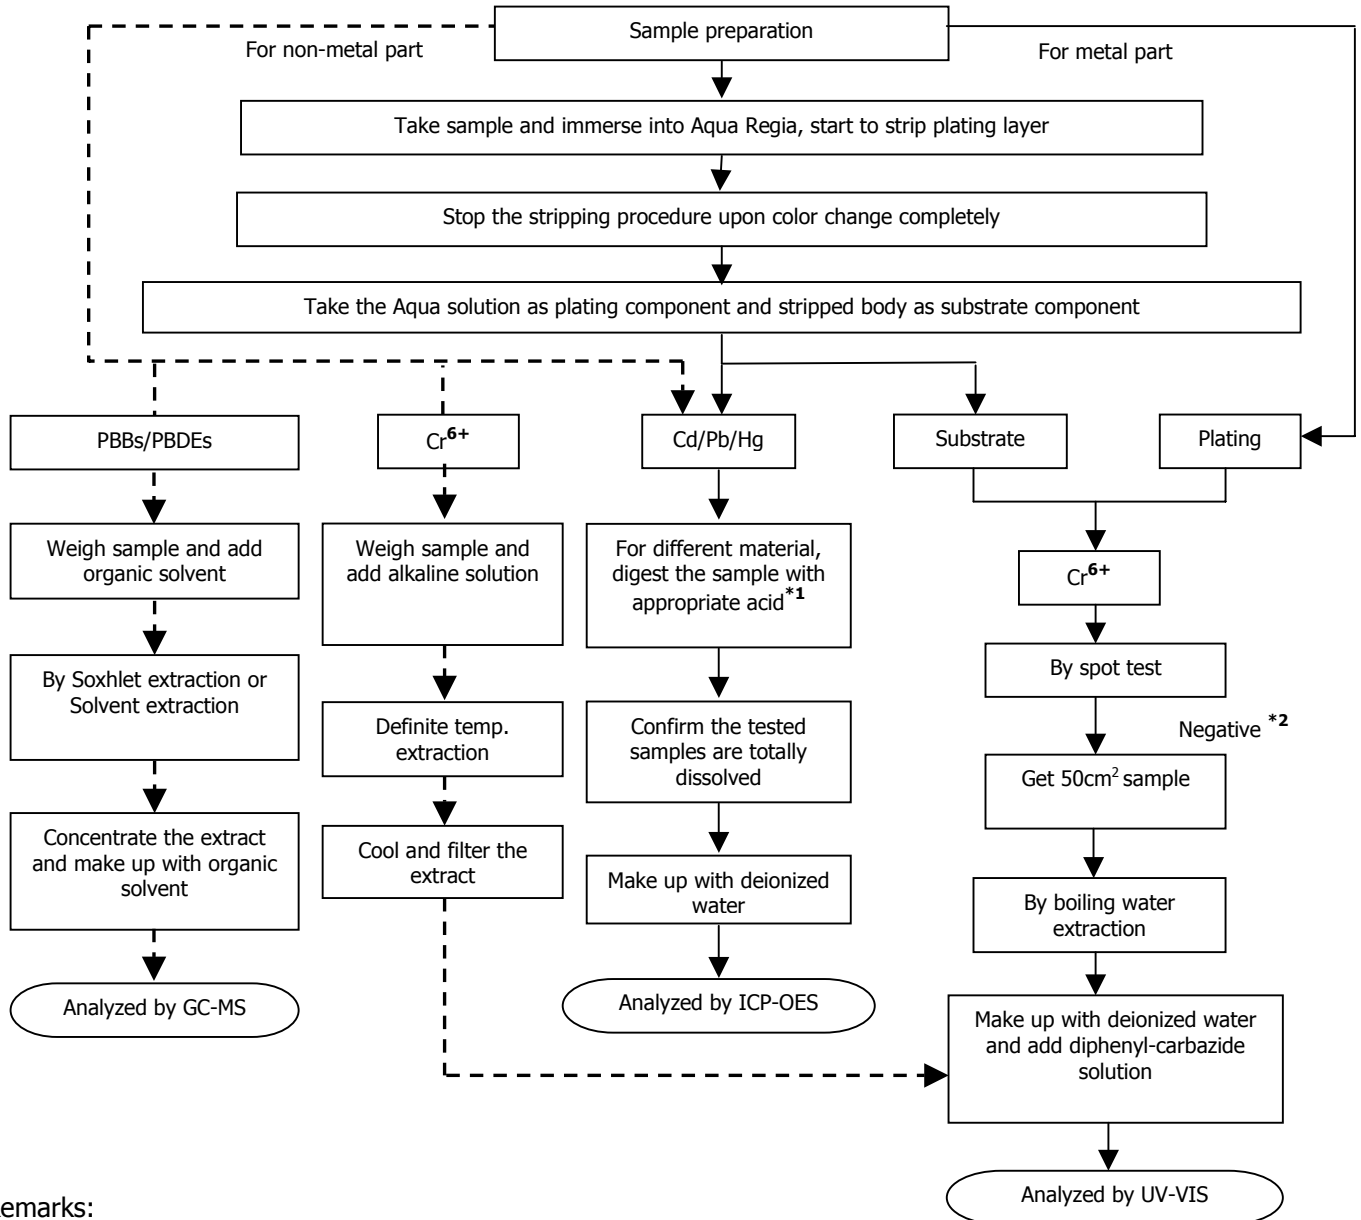 Sample preparation
For non-metal part
For metal part
Take sample and immerse into Aqua Regia, start to strip plating layer
Stop the stripping procedure upon color change completely
Take the Aqua solution as plating component and stripped body as substrate component
PBBs/PBDEs
Cr6+
Cd/Pb/Hg
Substrate
Plating
Weigh sample and add
organic solvent
Weigh sample and
add alkaline solution
For different material,
digest the sample with
appropriate acid*1
Cr6+
By Soxhlet extraction or
Solvent extraction
By spot test
Definite temp.
extraction
Confirm the tested
samples are totally
dissolved
Negative *2
Get 50cm2 sample
Concentrate the extract
and make up with organic
solvent
Cool and filter the
extract
Make up with deionized
water
By boiling water
extraction
Analyzed by GC-MS
Analyzed by ICP-OES
Make up with deionized water
and add diphenyl-carbazide
solution
Analyzed by UV-VIS
emarks: